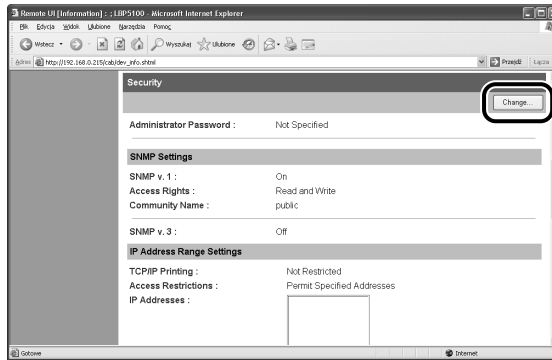 Remote UI [Information] : ; LBP5100 - Microsoft Internet Explorer
Plik Edycja Widok Ulubione Narzędzia Pomoc
Wstecz Wyszukaj Ulubione
Adres http://192.168.0.215/cab/dev_info.shtml Przejdź Łącza
Security
Change...
Administrator Password : Not Specified
SNMP Settings
SNMP v. 1 : On
Access Rights : Read and Write
Community Name : public
SNMP v. 3 : Off
IP Address Range Settings
TCP/IP Printing : Not Restricted
Access Restrictions : Permit Specified Addresses
IP Addresses :
Gotowe Internet